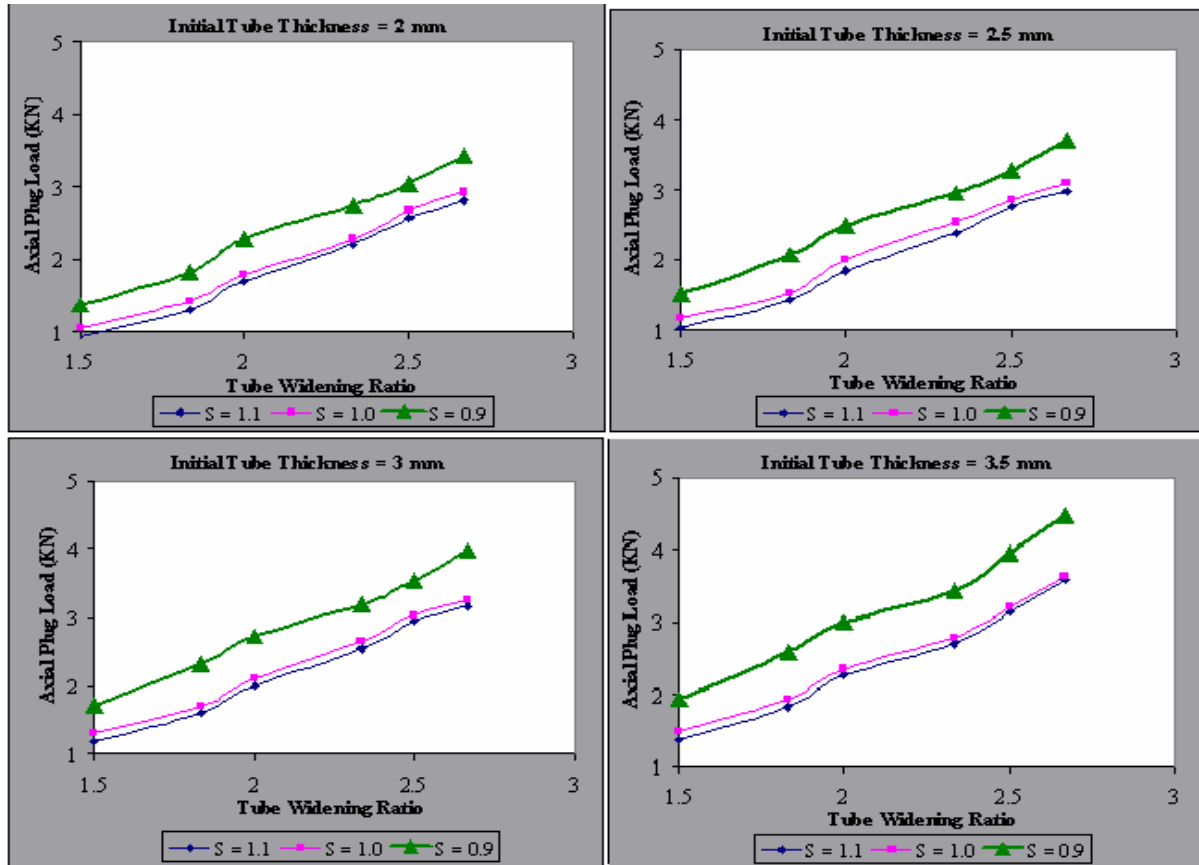 Initial Tube Thickness = 2 mm
5
4
3
2
1
Axial Plug Load (KN)
1.5 2 2.5 3
Tube Widening Ratio
S = 1.1 S = 1.0 S = 0.9
Initial Tube Thickness = 2.5 mm
5
4
3
2
1
Axial Plug Load (KN)
1.5 2 2.5 3
Tube Widening Ratio
S = 1.1 S = 1.0 S = 0.9
Initial Tube Thickness = 3 mm
5
4
3
2
1
Axial Plug Load (KN)
1.5 2 2.5 3
Tube Widening Ratio
S = 1.1 S = 1.0 S = 0.9
Initial Tube Thickness = 3.5 mm
5
4
3
2
1
Axial Plug Load (KN)
1.5 2 2.5 3
Tube Widening Ratio
S = 1.1 S = 1.0 S = 0.9